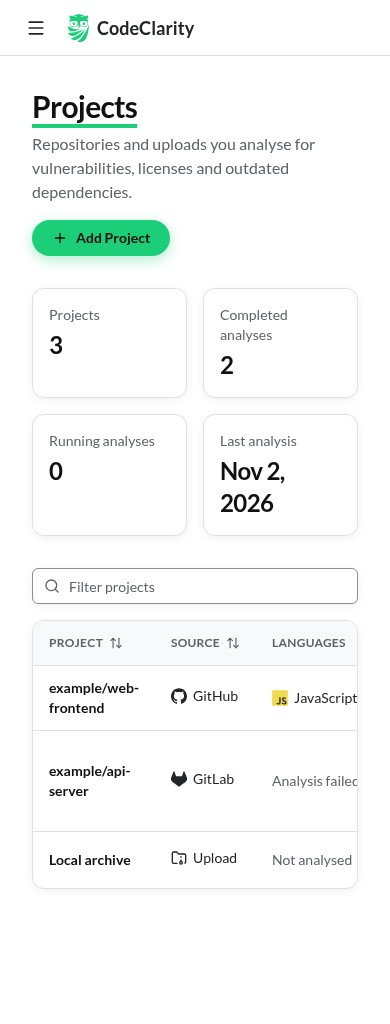 CodeClarity
Projects
Repositories and uploads you analyse for
vulnerabilities, licenses and outdated
dependencies.
Add Project
Projects
3
Completed
analyses
2
Running analyses
0
Last analysis
Nov 2,
2026
Filter projects
PROJECT SOURCE LANGUAGES
example/web-
frontend
GitHub
JS JavaScript
example/api-
server
GitLab
Analysis failed
Local archive
Upload
Not analysed